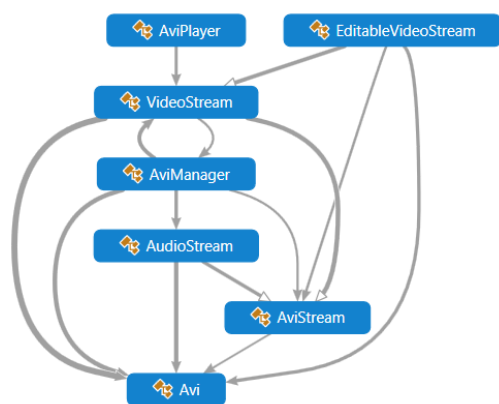 AviPlayer
EditableVideoStream
VideoStream
AviManager
AudioStream
AviStream
Avi